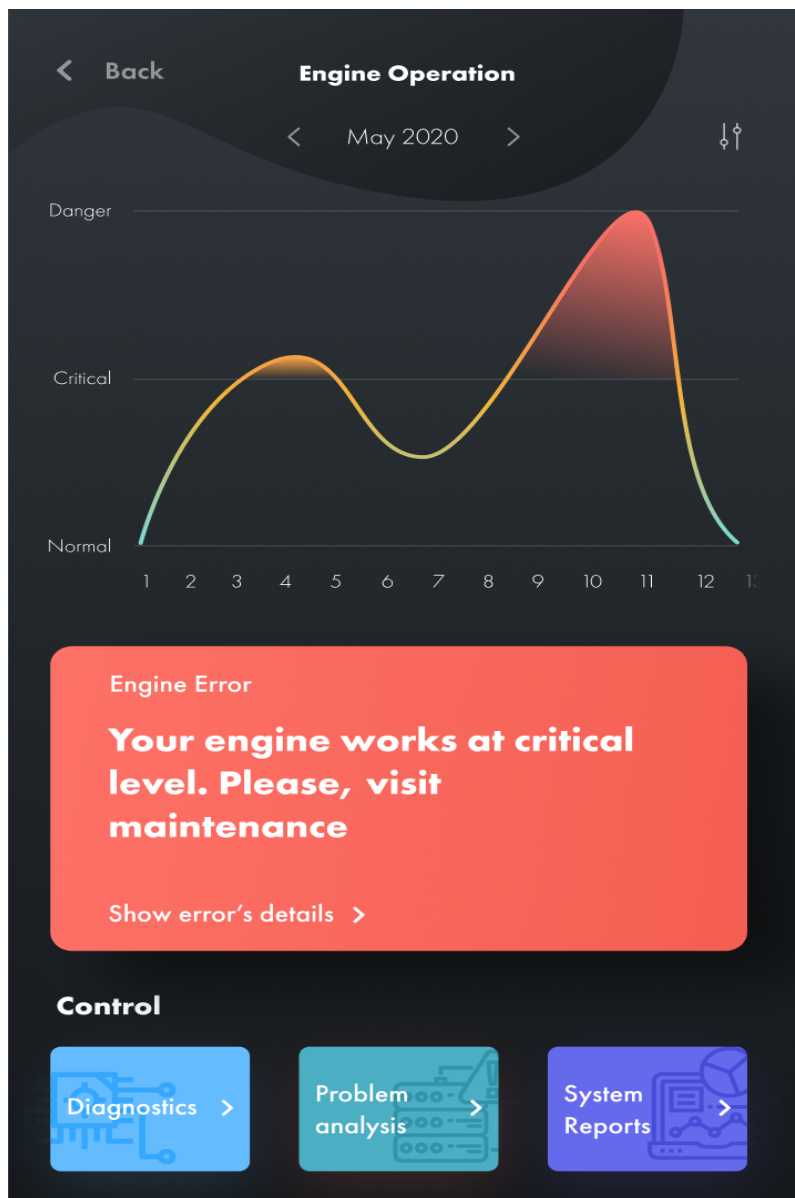 Back
Engine Operation
May 2020
Danger
Critical
Normal
1 2 3 4 5 6 7 8 9 10 11 12
Engine Error
Your engine works at critical
level. Please, visit
maintenance
Show error's details
Control
Diagnostics
Problem
analysis
System
Reports